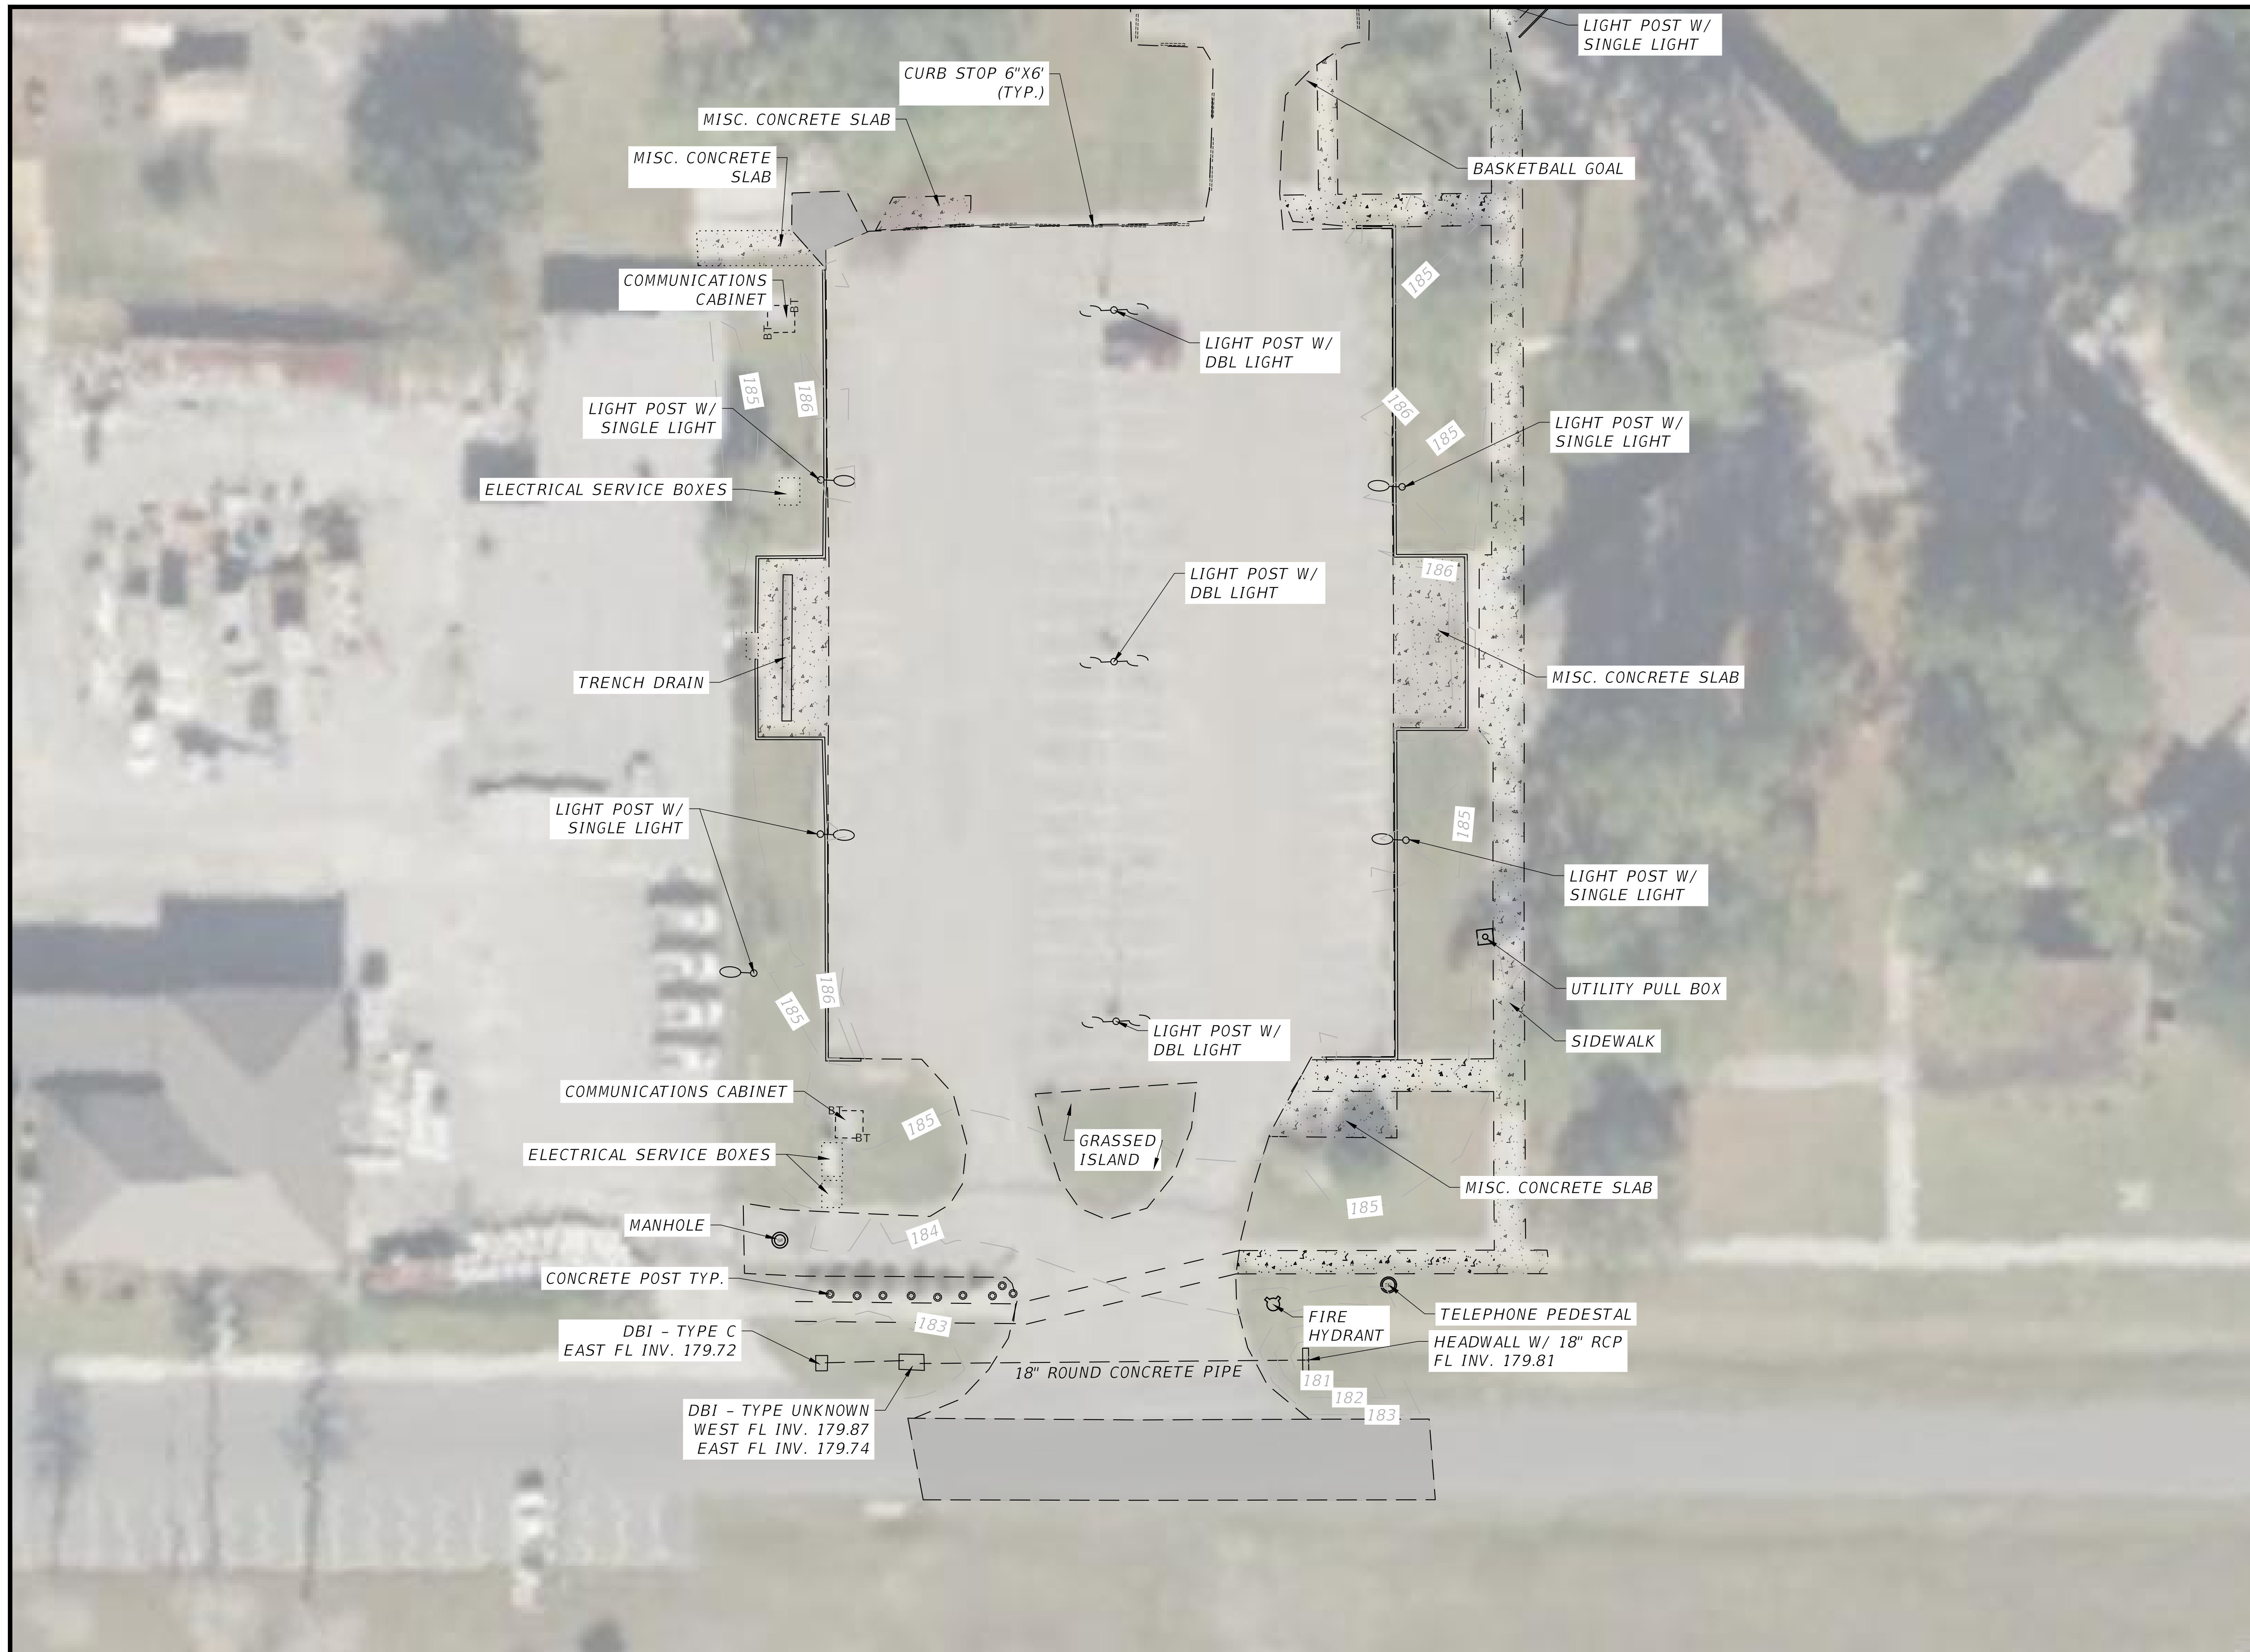 LIGHT POST W/
SINGLE LIGHT
CURB STOP 6"X6'
(TYP.)
MISC. CONCRETE SLAB
MISC. CONCRETE
SLAB
BASKETBALL GOAL
COMMUNICATIONS
CABINET
BT
BT
185
LIGHT POST W/
DBL LIGHT
185
186
186
185
LIGHT POST W/
SINGLE LIGHT
LIGHT POST W/
SINGLE LIGHT
ELECTRICAL SERVICE BOXES
LIGHT POST W/
DBL LIGHT
186
TRENCH DRAIN
MISC. CONCRETE SLAB
LIGHT POST W/
SINGLE LIGHT
185
LIGHT POST W/
SINGLE LIGHT
UTILITY PULL BOX
186
185
LIGHT POST W/
DBL LIGHT
SIDEWALK
COMMUNICATIONS CABINET
BT
BT
185
GRASSED
ISLAND
ELECTRICAL SERVICE BOXES
MISC. CONCRETE SLAB
185
MANHOLE
184
CONCRETE POST TYP.
TELEPHONE PEDESTAL
FIRE
HYDRANT
183
DBI - TYPE C
EAST FL INV. 179.72
HEADWALL W/ 18" RCP
FL INV. 179.81
18" ROUND CONCRETE PIPE
181
182
183
DBI - TYPE UNKNOWN
WEST FL INV. 179.87
EAST FL INV. 179.74